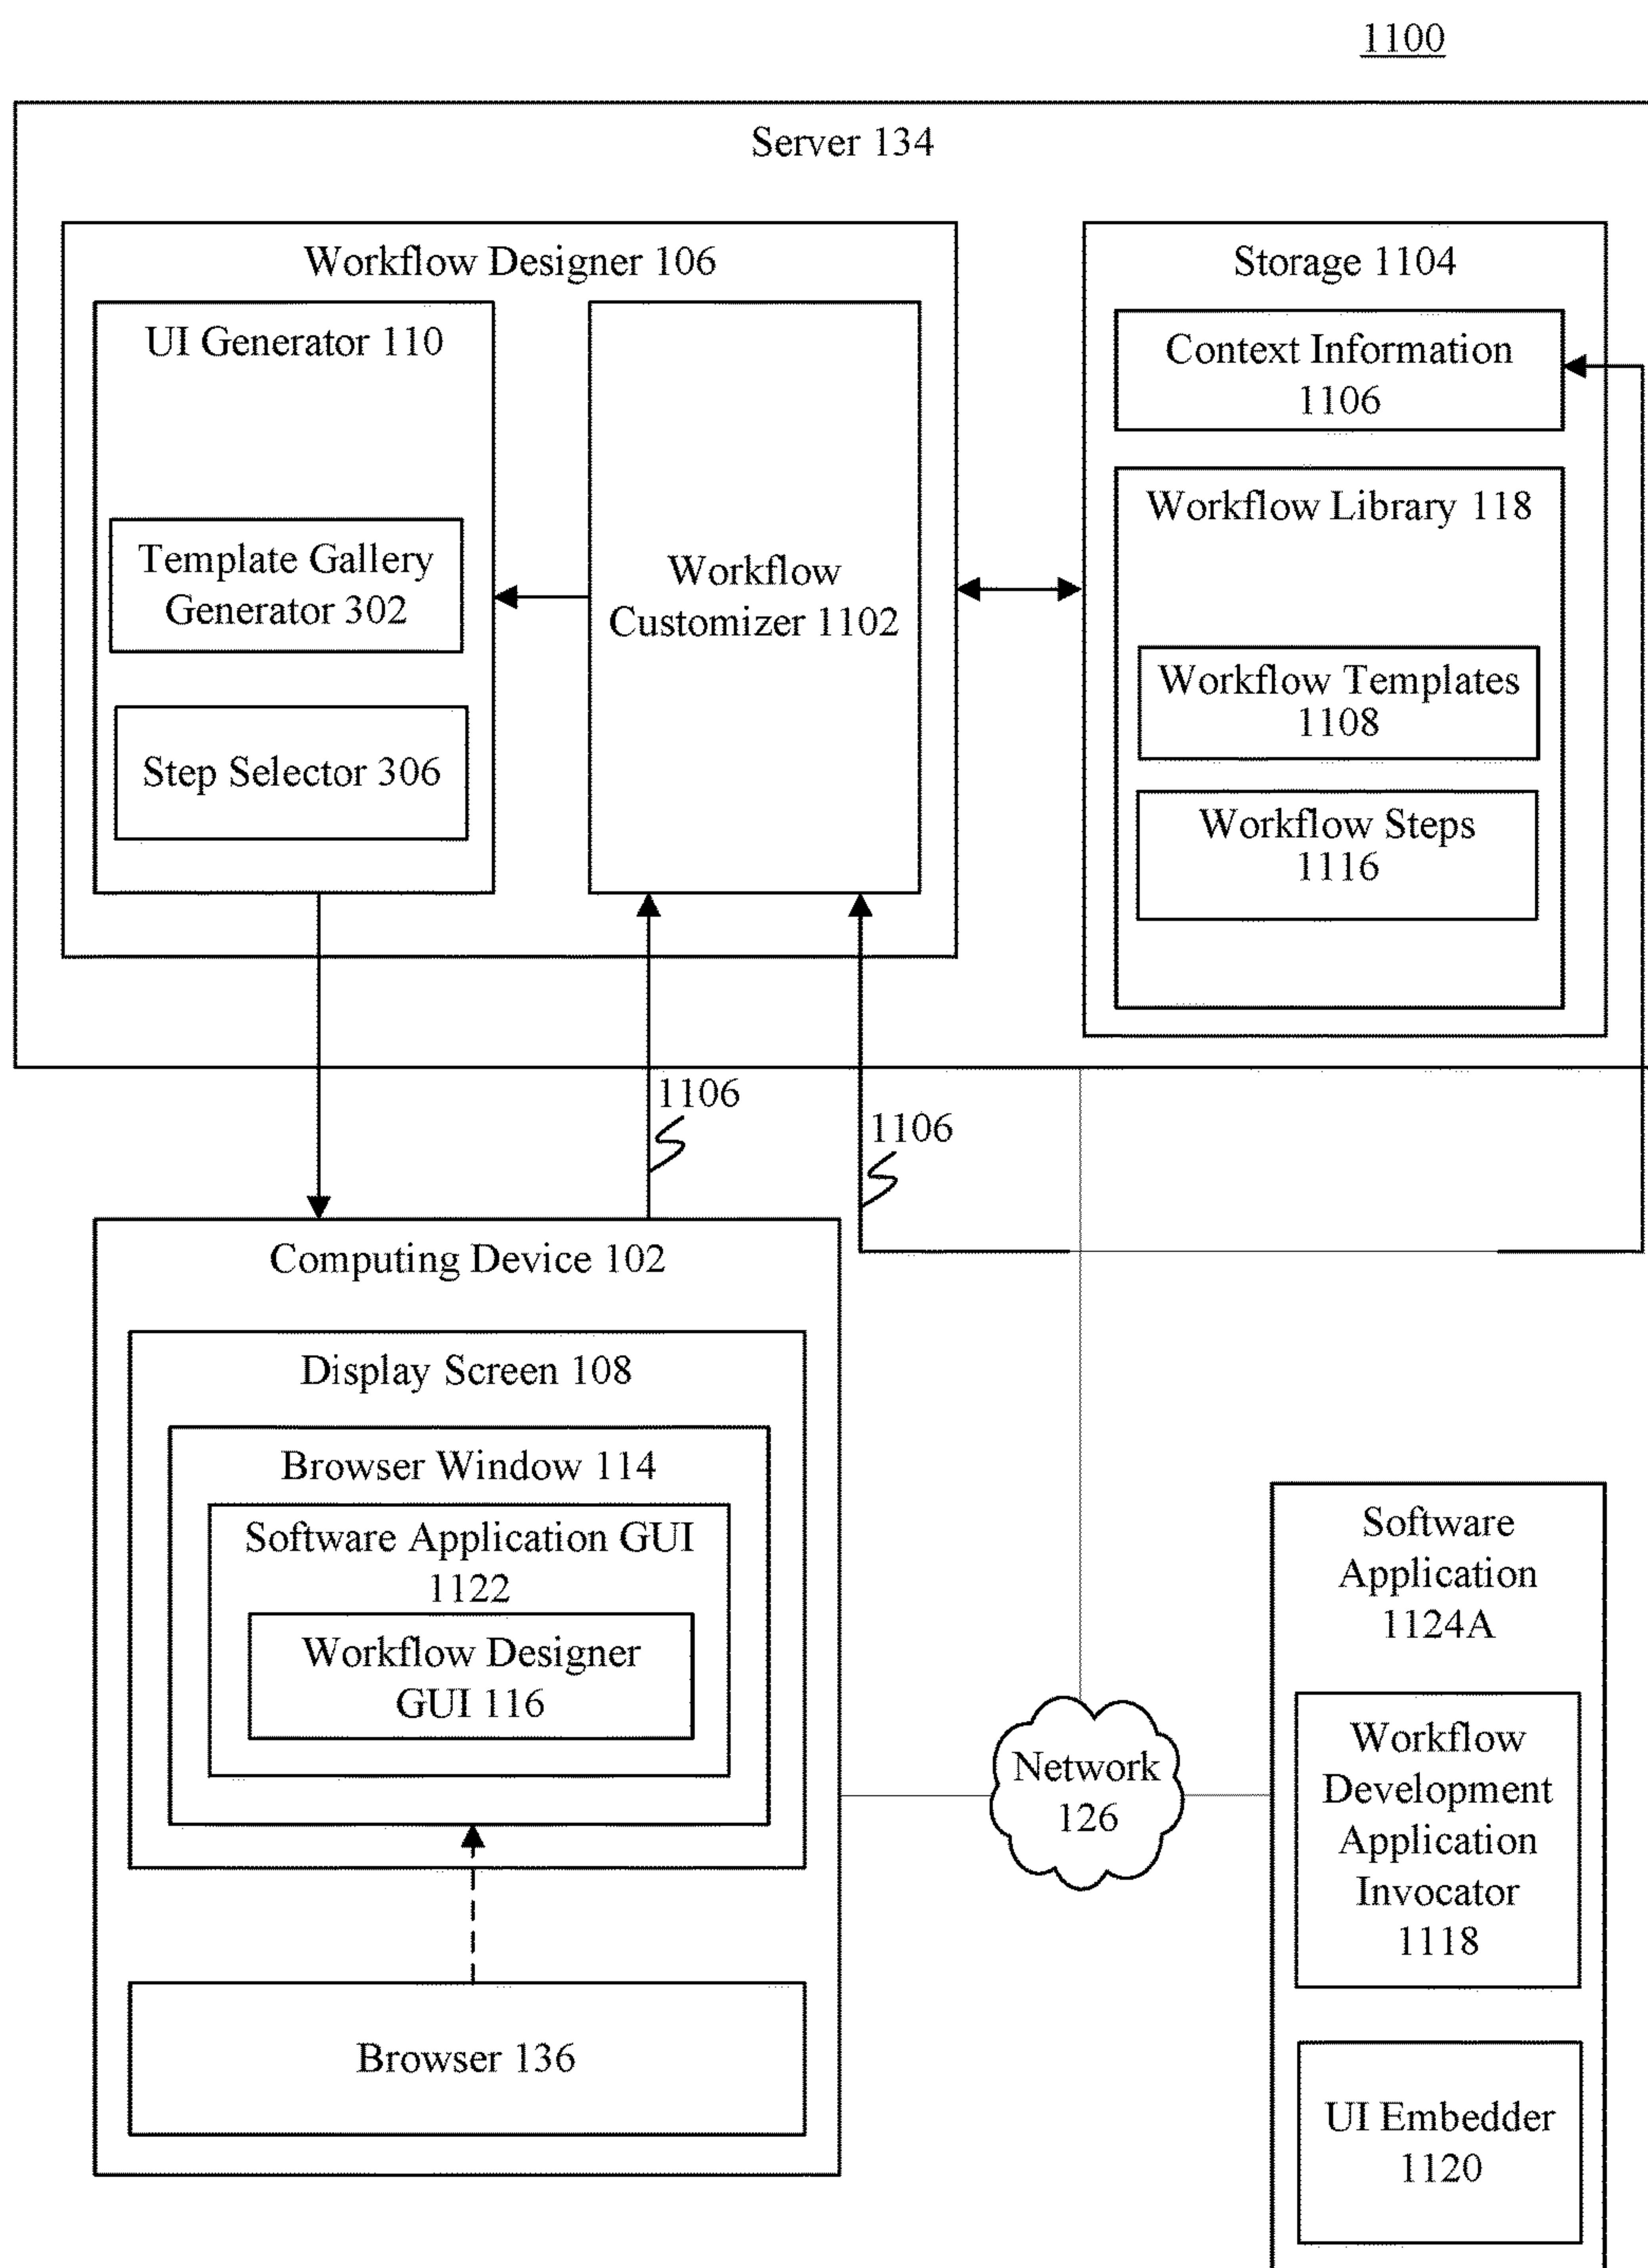 1100
Server 134
Workflow Designer 106
UI Generator 110
Template Gallery
Generator 302
Step Selector 306
Workflow
Customizer 1102
Storage 1104
Context Information
1106
Workflow Library 118
Workflow Templates
1108
Workflow Steps
1116
1106
1106
Computing Device 102
Display Screen 108
Browser Window 114
Software Application GUI
1122
Workflow Designer
GUI 116
Browser 136
Network
126
Software
Application
1124A
Workflow
Development
Application
Invocator
1118
UI Embedder
1120